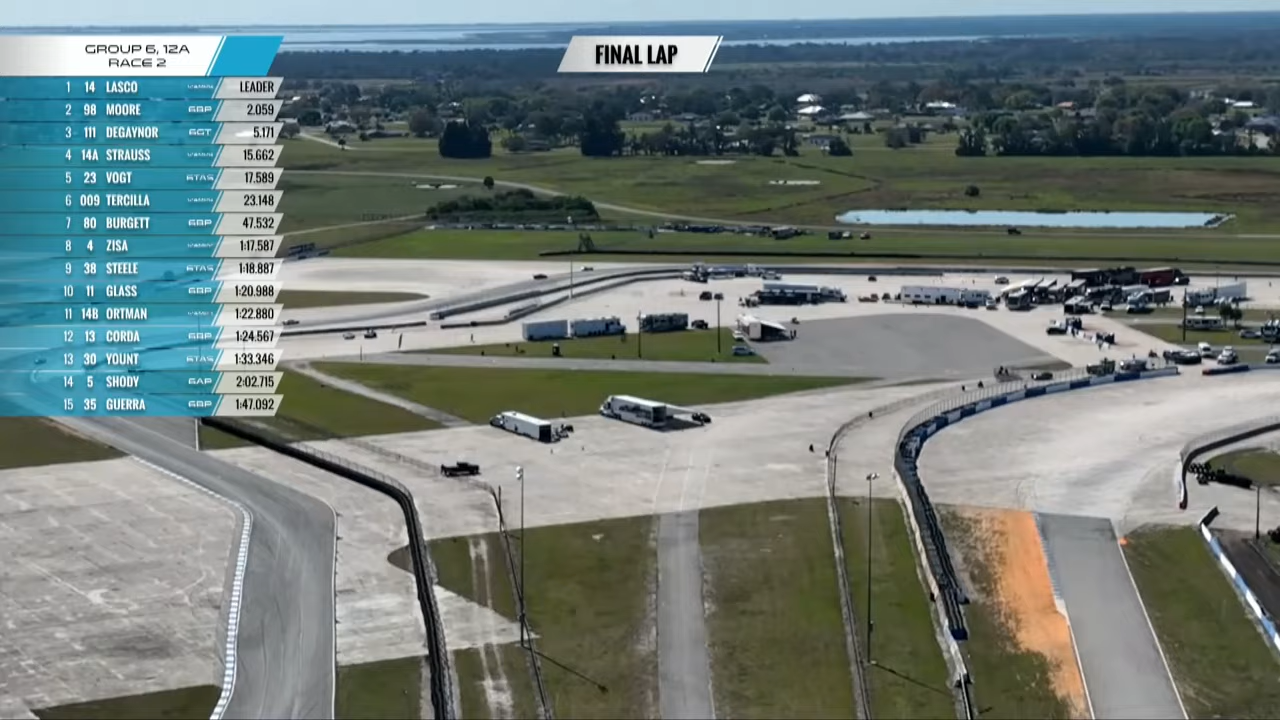 GROUP 6, 12A
RACE 2
FINAL LAP
1 14 LASCO LEADER
2 98 MOORE GBP 2.059
3 111 DEGAYNOR GGT 5.171
4 14A STRAUSS 15.662
5 23 VOGT GTAS 17.589
6 009 TERCILLA 23.148
7 80 BURGETT GBP 47.532
8 4 ZISA 1:17.587
9 38 STEELE GTAS 1:18.887
10 11 GLASS GBP 1:20.988
11 14B ORTMAN 1:22.880
12 13 CORDA GBP 1:24.567
13 30 YOUNT GTAS 1:33.346
14 5 SHODY GAP 2:02.715
15 35 GUERRA GBP 1:47.092